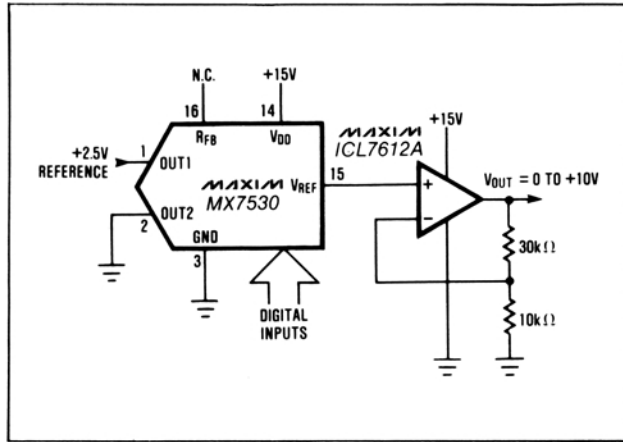 N.C.
+15V
16
14
RFB
VDD
MAXIM
ICL7612A
+15V
+2.5V
REFERENCE
1
OUT1
MAXIM
MX7530
VREF
15
+
−
VOUT = 0 TO +10V
OUT2
2
GND
3
30kΩ
10kΩ
DIGITAL
INPUTS